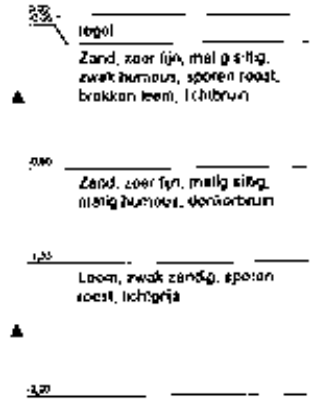 tegel
Zand, zeer fijn, matig siltig,
zwak humeus, sporen roest,
brokken leem, lichtbruin
Zand, zeer fijn, matig siltig,
matig humeus, donkerbruin
Leem, zwak zandig, sporen
roest, lichtgrijs